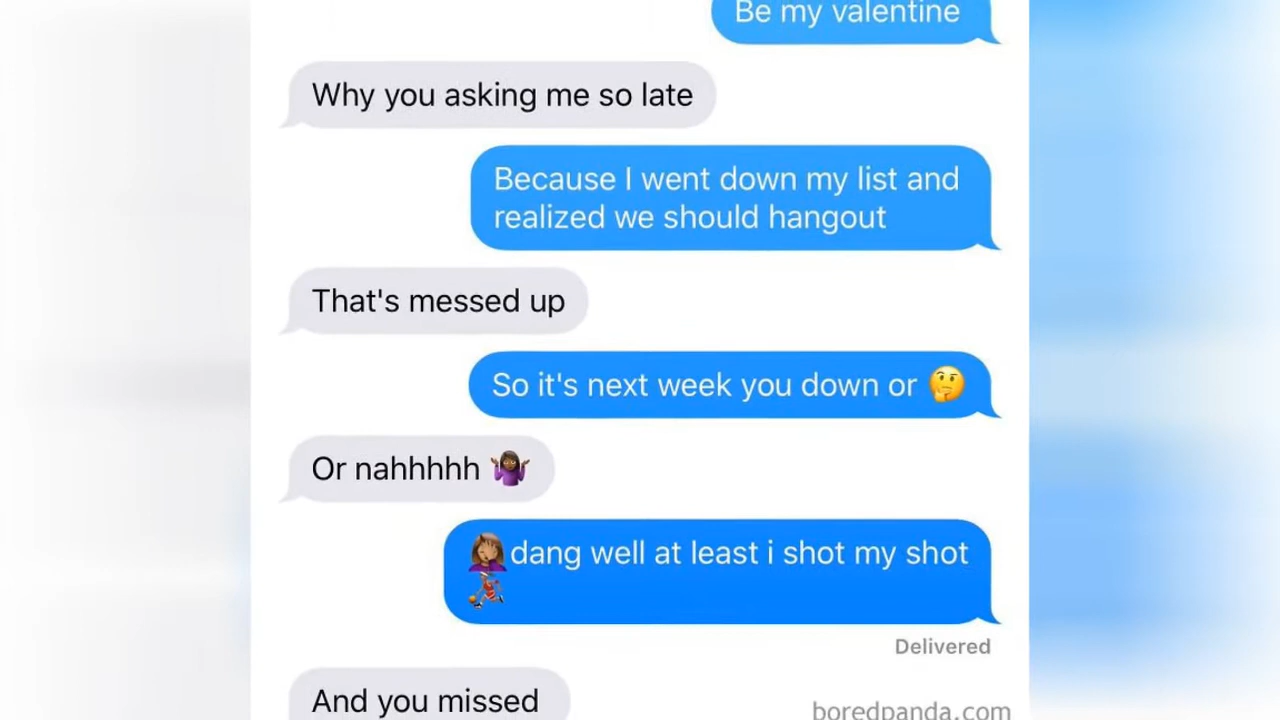 Be my valentine
Why you asking me so late
Because I went down my list and
realized we should hangout
That's messed up
So it's next week you down or 🤔
Or nahhhhh 🤷🏾‍♀️
🤦🏽‍♀️dang well at least i shot my shot
⛹🏽‍♀️
Delivered
And you missed
boredpanda.com